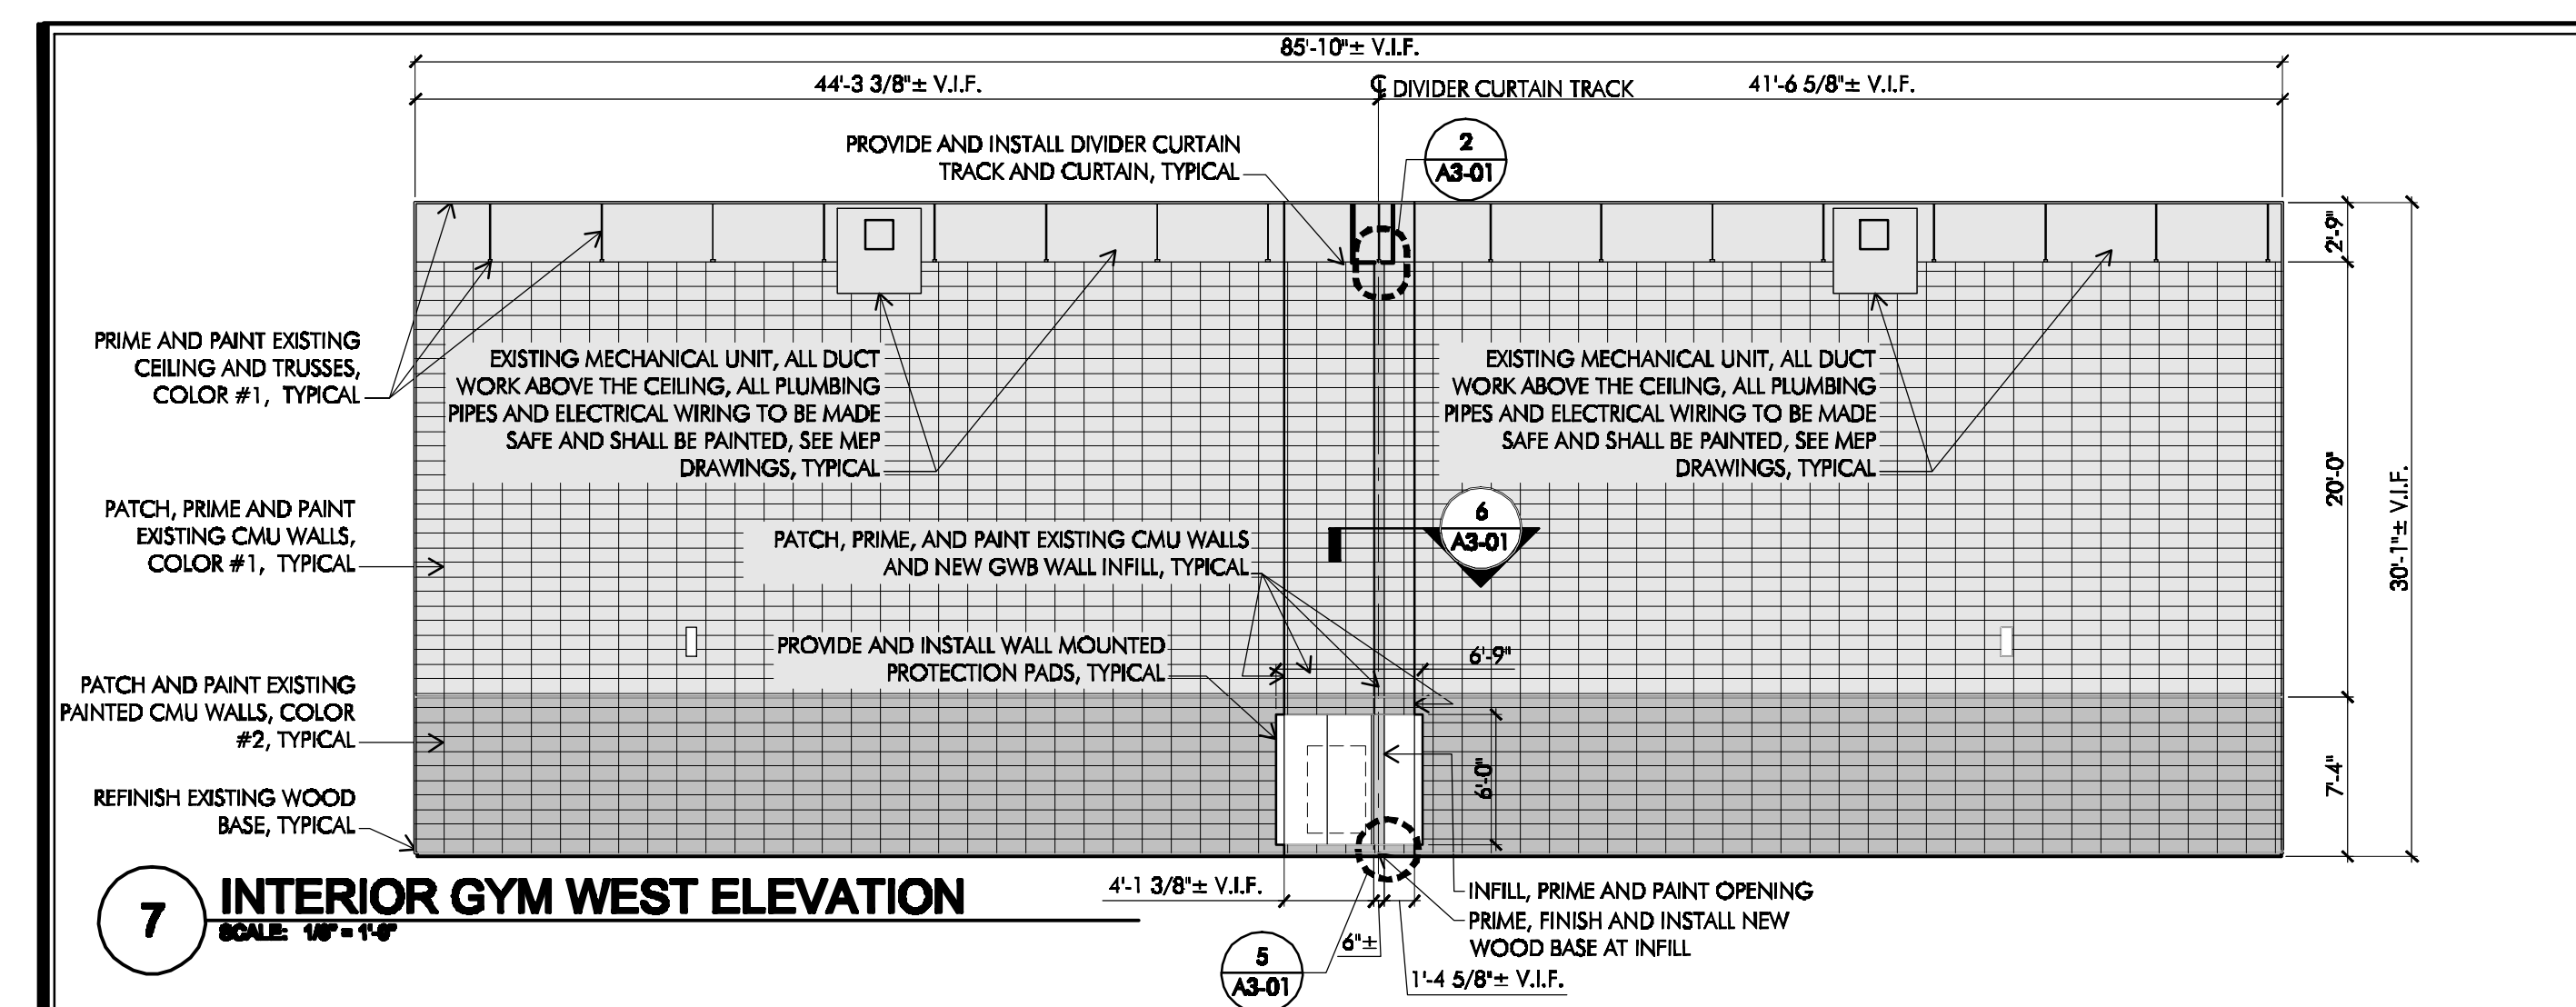 85'-10"± V.I.F.
44'-3 3/8"± V.I.F.
℄ DIVIDER CURTAIN TRACK
41'-6 5/8"± V.I.F.
PROVIDE AND INSTALL DIVIDER CURTAIN
TRACK AND CURTAIN, TYPICAL
2
A3-01
2'-9"
PRIME AND PAINT EXISTING
CEILING AND TRUSSES,
COLOR #1, TYPICAL
EXISTING MECHANICAL UNIT, ALL DUCT
WORK ABOVE THE CEILING, ALL PLUMBING
PIPES AND ELECTRICAL WIRING TO BE MADE
SAFE AND SHALL BE PAINTED, SEE MEP
DRAWINGS, TYPICAL
EXISTING MECHANICAL UNIT, ALL DUCT
WORK ABOVE THE CEILING, ALL PLUMBING
PIPES AND ELECTRICAL WIRING TO BE MADE
SAFE AND SHALL BE PAINTED, SEE MEP
DRAWINGS, TYPICAL
20'-0"
30'-1"± V.I.F.
PATCH, PRIME AND PAINT
EXISTING CMU WALLS,
COLOR #1, TYPICAL
PATCH, PRIME, AND PAINT EXISTING CMU WALLS
AND NEW GWB WALL INFILL, TYPICAL
6
A3-01
PROVIDE AND INSTALL WALL MOUNTED
PROTECTION PADS, TYPICAL
6'-9"
PATCH AND PAINT EXISTING
PAINTED CMU WALLS, COLOR
#2, TYPICAL
6'-0"
7'-4"
REFINISH EXISTING WOOD
BASE, TYPICAL
7
INTERIOR GYM WEST ELEVATION
SCALE: 1/8" = 1'-0"
4'-1 3/8"± V.I.F.
6"±
1'-4 5/8"± V.I.F.
INFILL, PRIME AND PAINT OPENING
PRIME, FINISH AND INSTALL NEW
WOOD BASE AT INFILL
5
A3-01